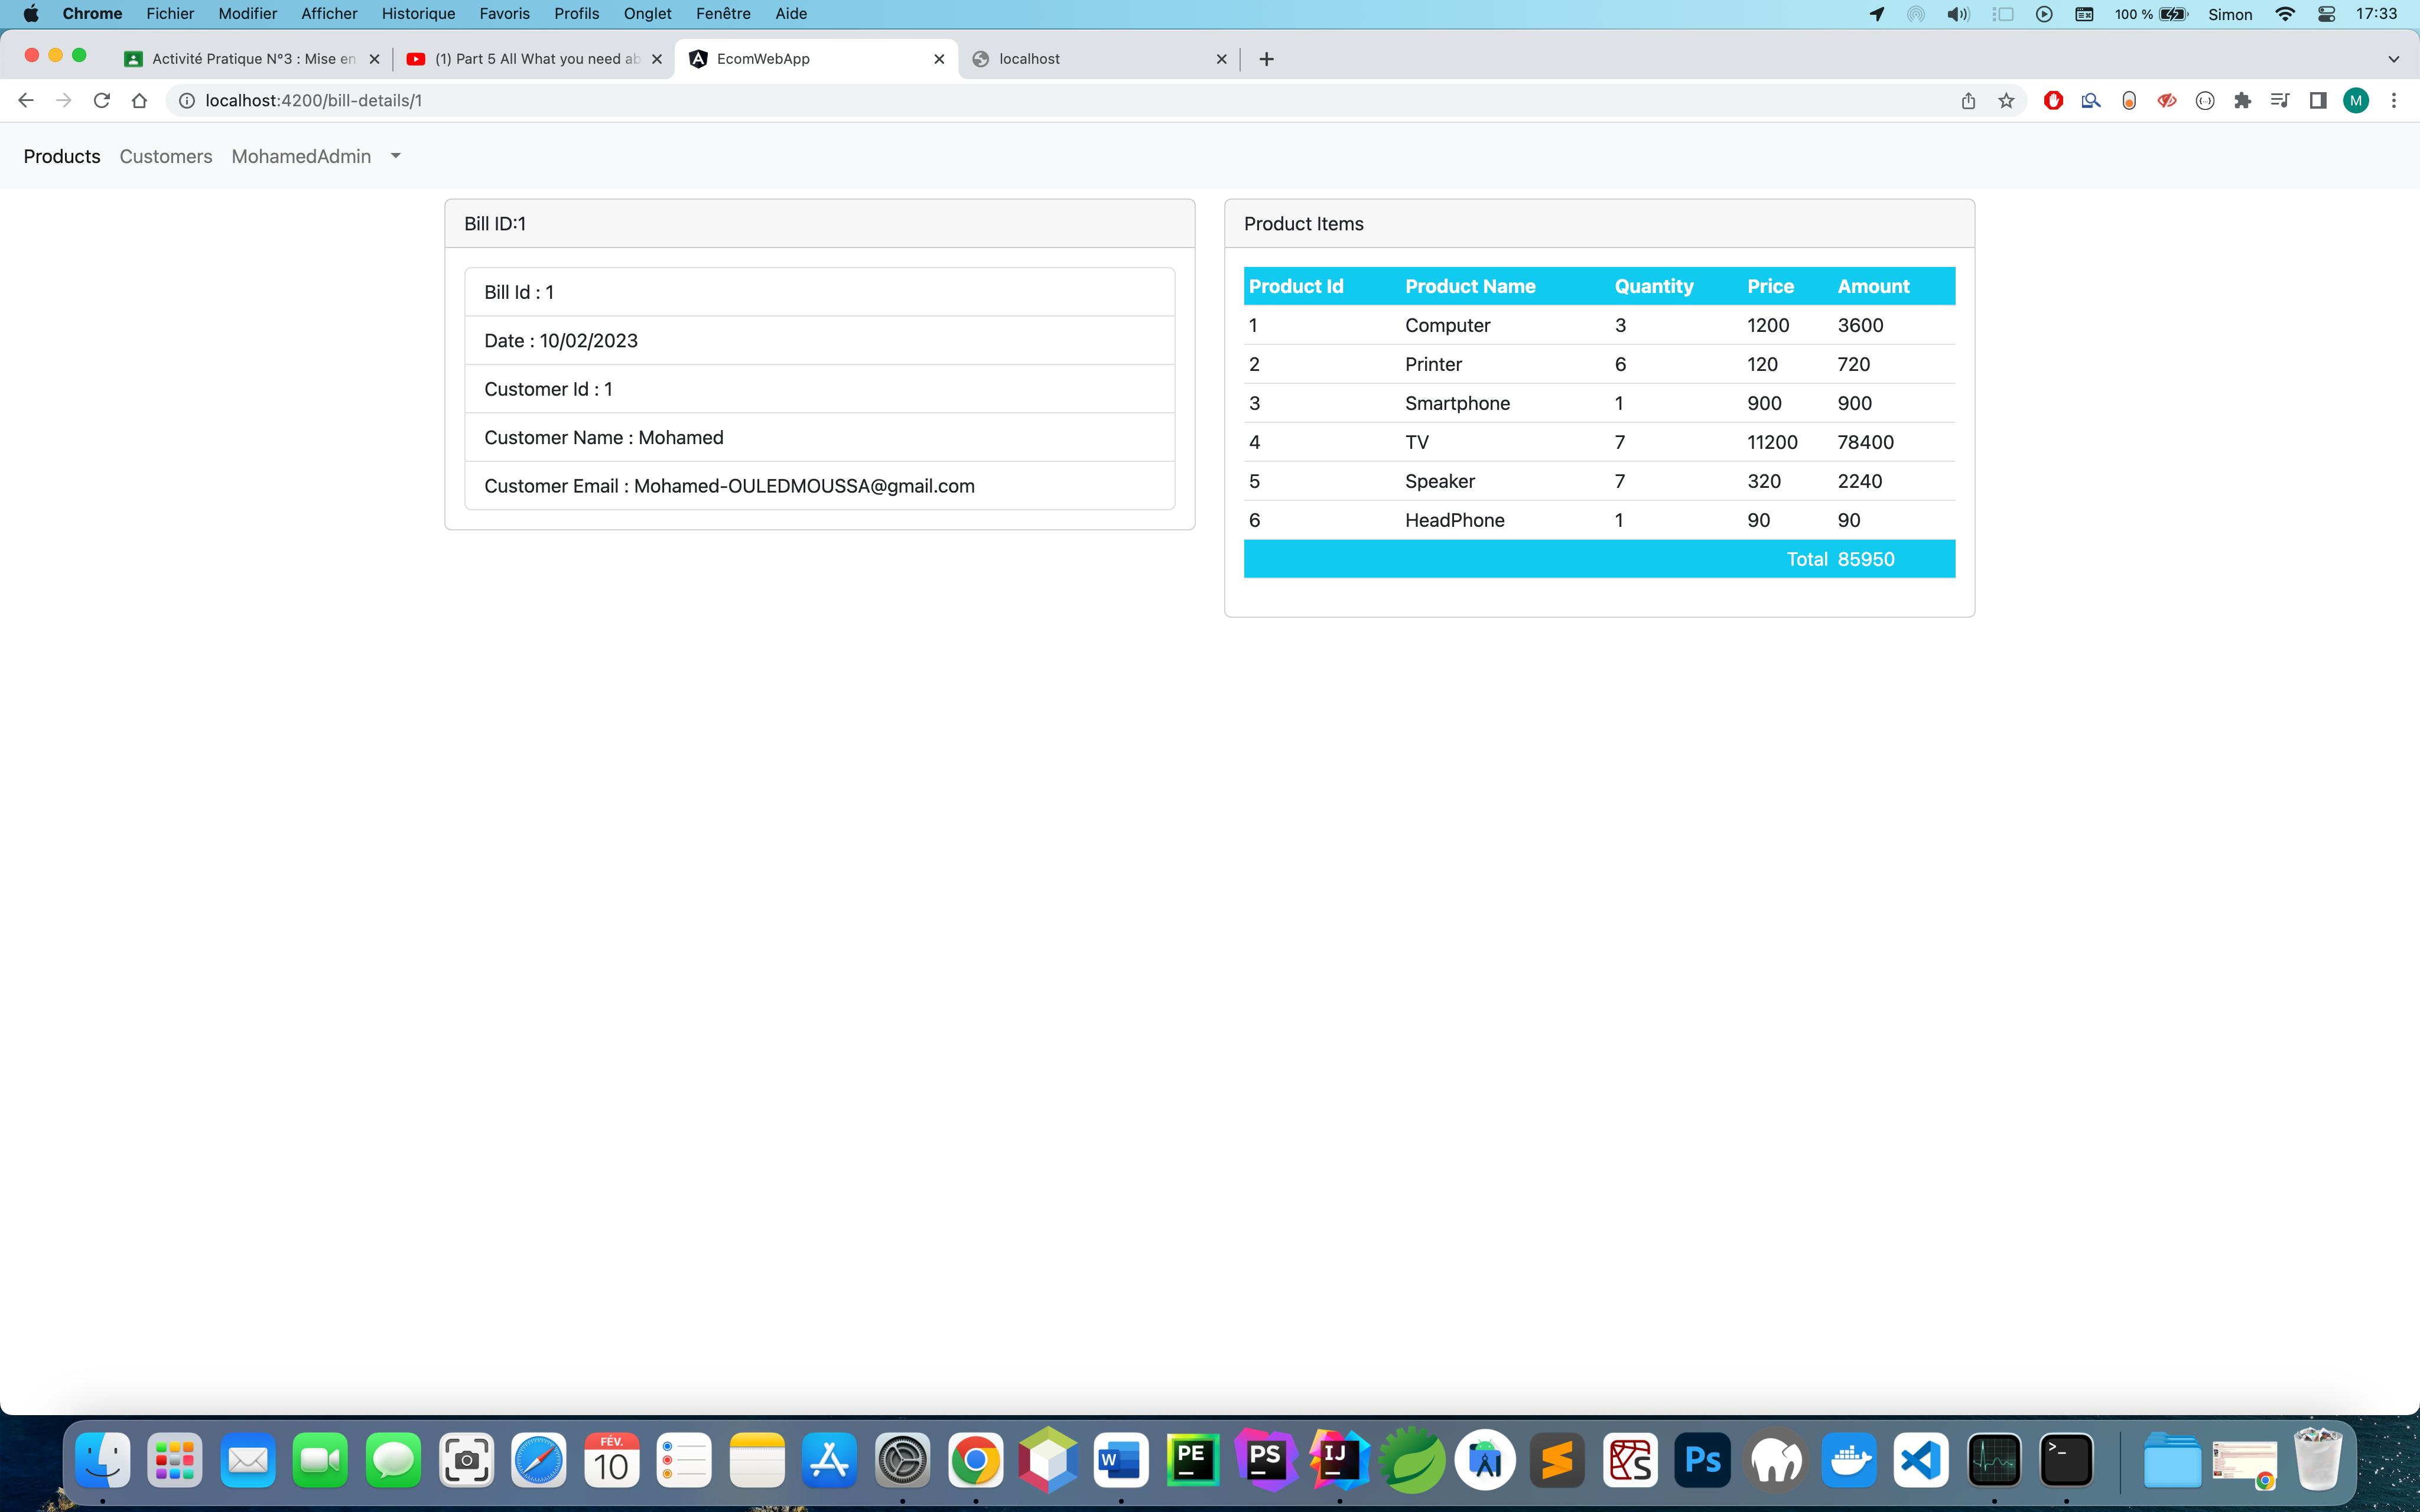 Chrome Fichier Modifier Afficher Historique Favoris Profils Onglet Fenêtre Aide 100 % Simon 17:33
Activité Pratique N°3 : Mise en (1) Part 5 All What you need ab EcomWebApp localhost
localhost:4200/bill-details/1 M
Products Customers MohamedAdmin
Bill ID:1
Bill Id : 1
Date : 10/02/2023
Customer Id : 1
Customer Name : Mohamed
Customer Email : Mohamed-OULEDMOUSSA@gmail.com
Product Items
Product Id Product Name Quantity Price Amount
1 Computer 3 1200 3600
2 Printer 6 120 720
3 Smartphone 1 900 900
4 TV 7 11200 78400
5 Speaker 7 320 2240
6 HeadPhone 1 90 90
Total 85950
FÉV.
10
W
PE
PS
IJ
Ps
>_